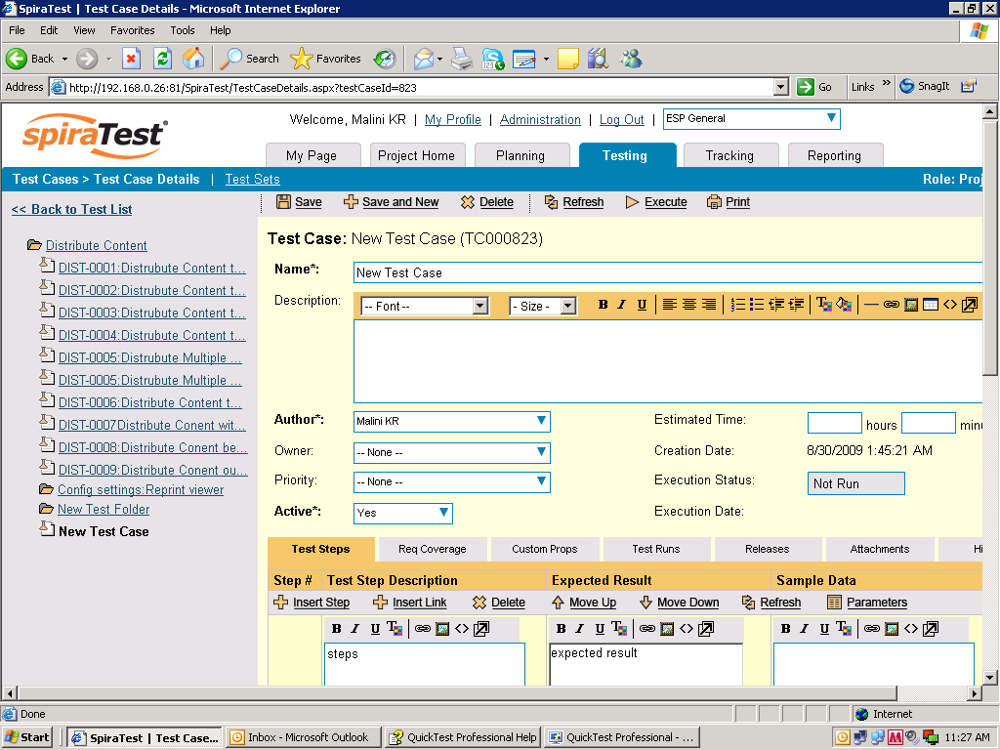 SpiraTest | Test Case Details - Microsoft Internet Explorer
File Edit View Favorites Tools Help
Back Search Favorites
Address http://192.168.0.26:81/SpiraTest/TestCaseDetails.aspx?testCaseId=823 Go Links » SnagIt
spiraTest® Welcome, Malini KR | My Profile | Administration | Log Out | ESP General
My Page Project Home Planning Testing Tracking Reporting
Test Cases > Test Case Details | Test Sets Role: Proj
<< Back to Test List
Save Save and New Delete Refresh Execute Print
Distribute Content
DIST-0001:Distrubute Content t...
DIST-0002:Distrubute Content t...
DIST-0003:Distrubute Content t...
DIST-0004:Distrubute Content t...
DIST-0005:Distrubute Multiple ...
DIST-0005:Distrubute Multiple ...
DIST-0006:Distribute Content t...
DIST-0007Distribute Conent wit...
DIST-0008:Distribute Conent be...
DIST-0009:Distribute Conent ou...
Config settings:Reprint viewer
New Test Folder
New Test Case
Test Case: New Test Case (TC000823)
Name*: New Test Case
Description: -- Font -- - Size - B I U
Author*: Malini KR Estimated Time: hours minu
Owner: -- None -- Creation Date: 8/30/2009 1:45:21 AM
Priority: -- None -- Execution Status: Not Run
Active*: Yes Execution Date:
Test Steps Req Coverage Custom Props Test Runs Releases Attachments Hi
Step # Test Step Description Expected Result Sample Data
Insert Step Insert Link Delete Move Up Move Down Refresh Parameters
B I U B I U B I U
steps expected result
Done Internet
Start SpiraTest | Test Case... Inbox - Microsoft Outlook QuickTest Professional Help QuickTest Professional - ... 11:27 AM